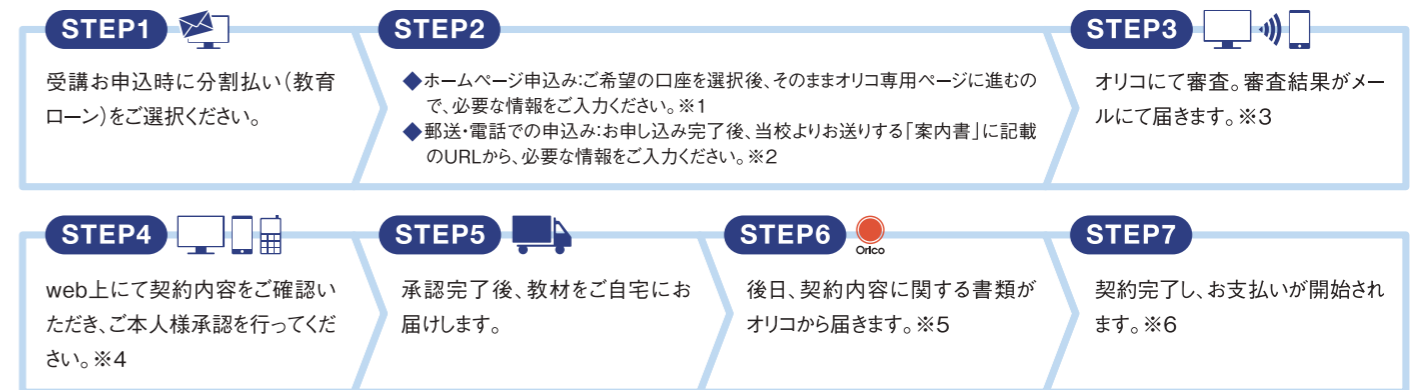 STEP1
受講お申込時に分割払い(教育
ローン)をご選択ください。
STEP2
◆ホームページ申込み:ご希望の口座を選択後、そのままオリコ専用ページに進むの
で、必要な情報をご入力ください。※1
◆郵送・電話での申込み:お申し込み完了後、当校よりお送りする「案内書」に記載
のURLから、必要な情報をご入力ください。※2
STEP3
オリコにて審査。審査結果がメー
ルにて届きます。※3
STEP4
web上にて契約内容をご確認い
ただき、ご本人様承認を行ってくだ
さい。※4
STEP5
承認完了後、教材をご自宅にお
届けします。
STEP6
Orico
後日、契約内容に関する書類が
オリコから届きます。※5
STEP7
契約完了し、お支払いが開始され
ます。※6